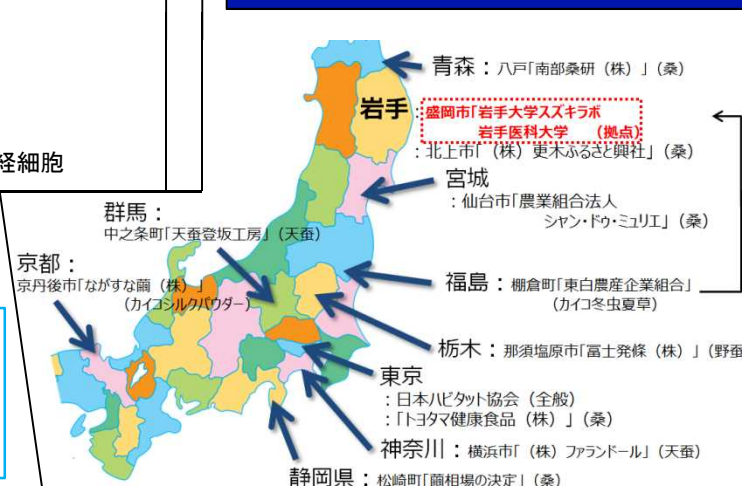 経細胞
青森：八戸「南部桑研（株）」（桑）
岩手：盛岡市「岩手大学スズキラボ
岩手医科大学　（拠点）
：北上市「（株）更木ふるさと興社」（桑）
宮城
：仙台市「農業組合法人
シャン・ドゥ・ミュリエ」（桑）
群馬：
中之条町「天蚕登坂工房」（天蚕）
京都：
京丹後市「ながすな繭（株）」
（カイコシルクパウダー）
福島：棚倉町「東白農産企業組合」
（カイコ冬虫夏草）
栃木：那須塩原市「冨士発條（株）」（野蚕
東京
：日本ハビタット協会（全般）
：「トヨタマ健康食品（株）」（桑）
神奈川：横浜市「（株）ファランドール」（天蚕）
静岡県：松崎町「繭相場の決定」（桑）